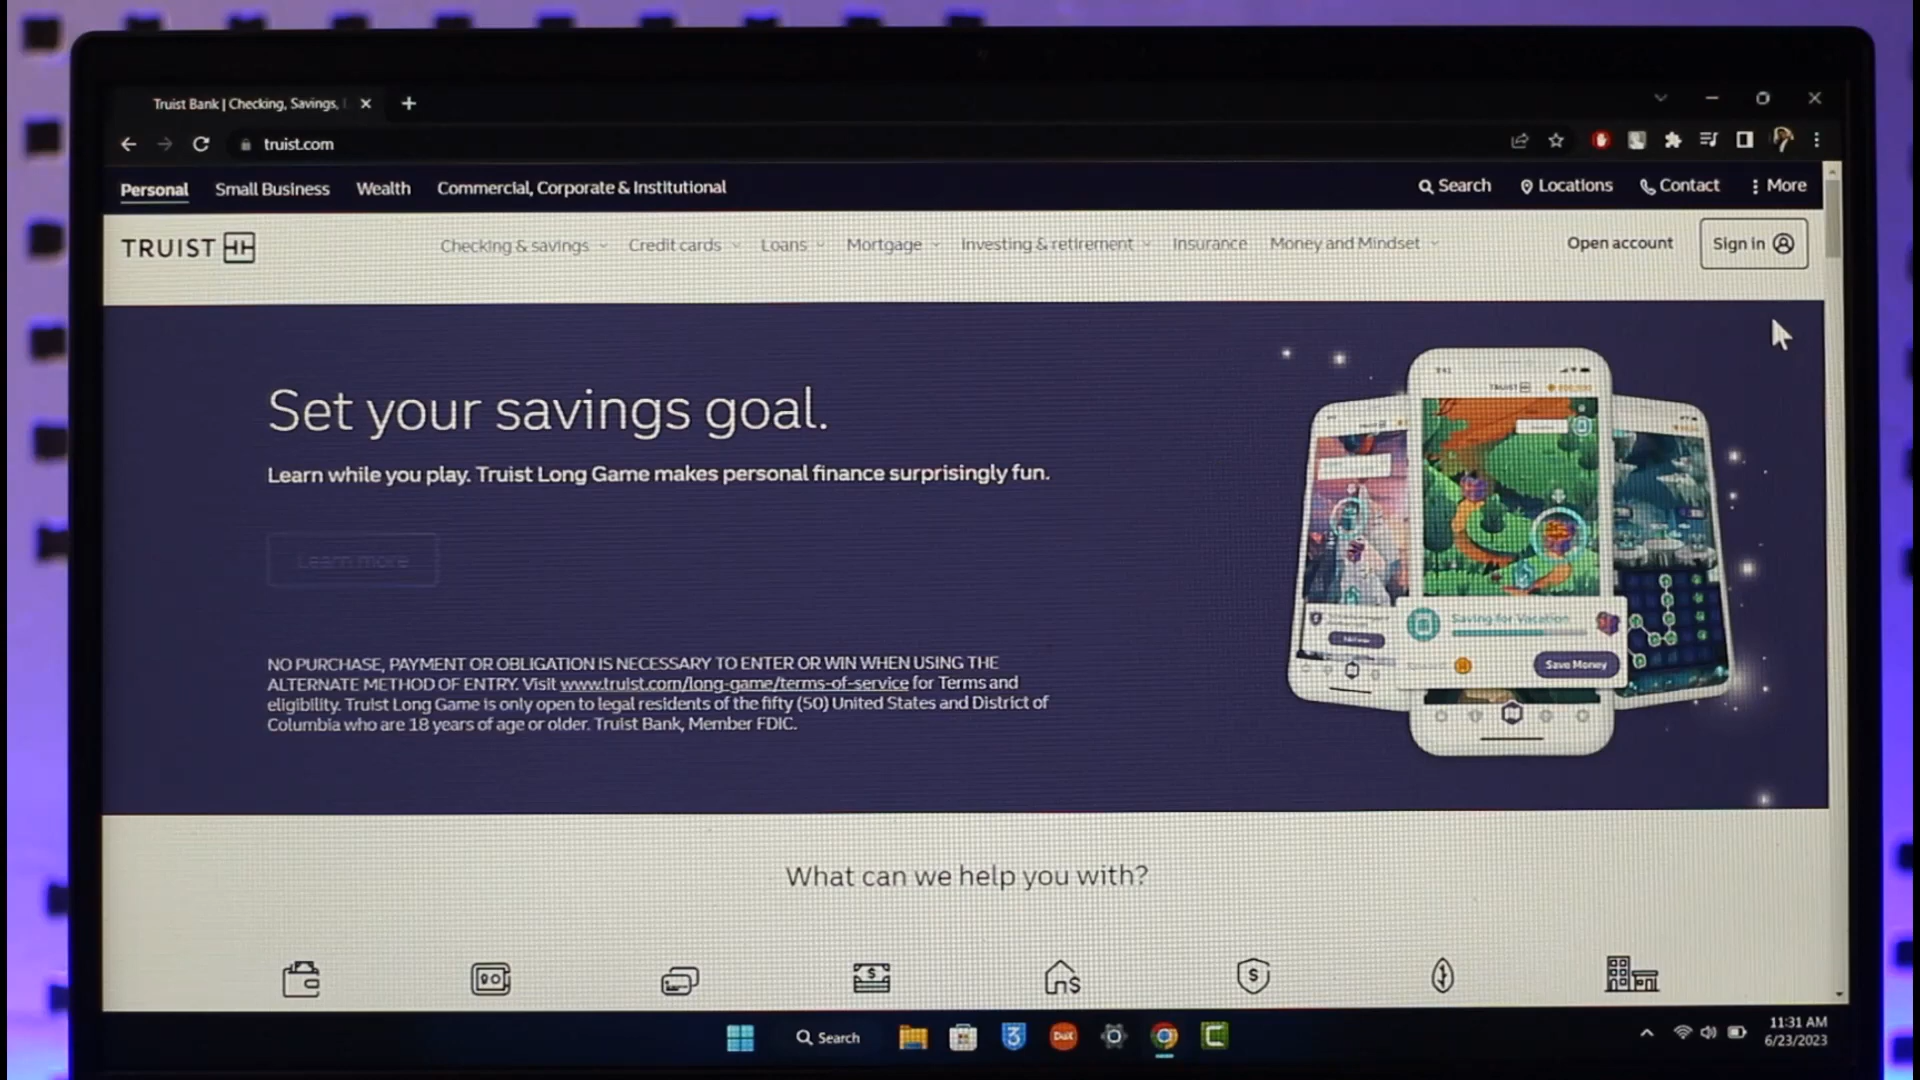 Truist Bank | Checking, Savings,
truist.com
Personal Small Business Wealth Commercial, Corporate & Institutional Search Locations Contact More
TRUIST Checking & savings Credit cards Loans Mortgage Investing & retirement Insurance Money and Mindset Open account Sign in
Set your savings goal.
Learn while you play. Truist Long Game makes personal finance surprisingly fun.
Learn more
NO PURCHASE, PAYMENT OR OBLIGATION IS NECESSARY TO ENTER OR WIN WHEN USING THE
ALTERNATE METHOD OF ENTRY. Visit www.truist.com/long-game/terms-of-service for Terms and
eligibility. Truist Long Game is only open to legal residents of the fifty (50) United States and District of
Columbia who are 18 years of age or older. Truist Bank, Member FDIC.
TRUIST
Saving for Vacation
Save Money
What can we help you with?
Search
11:31 AM
6/23/2023